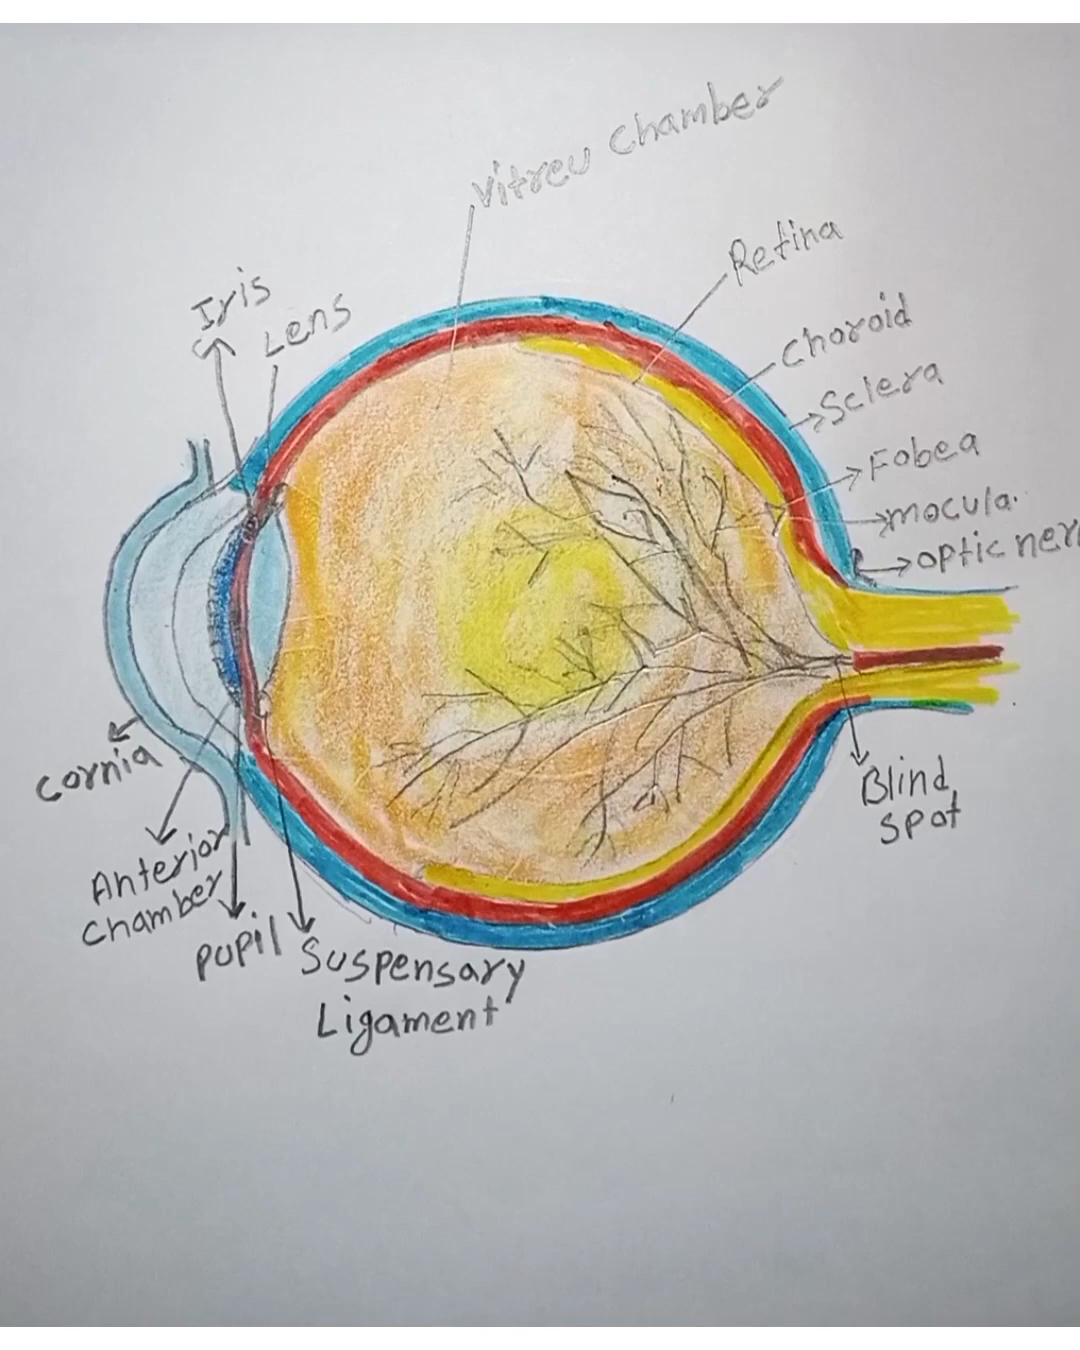 Vitreu Chamber
Retina
Iris
Lens
Choroid
Sclera
Fobea
mocula.
optic ner
cornia
Blind
spot
Anterior
chamber
pupil
Suspensary
Ligament